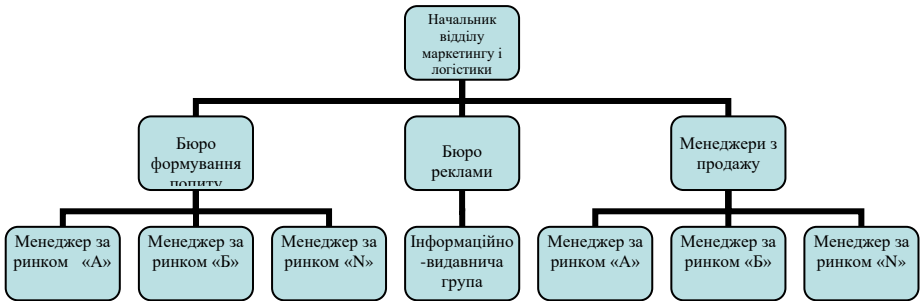 Начальник
відділу
маркетингу і
логістики
Бюро
формування
попиту
Бюро
реклами
Менеджери з
продажу
Менеджер за
ринком «А»
Менеджер за
ринком «Б»
Менеджер за
ринком «N»
Інформаційно
-видавнича
група
Менеджер за
ринком «А»
Менеджер за
ринком «Б»
Менеджер за
ринком «N»